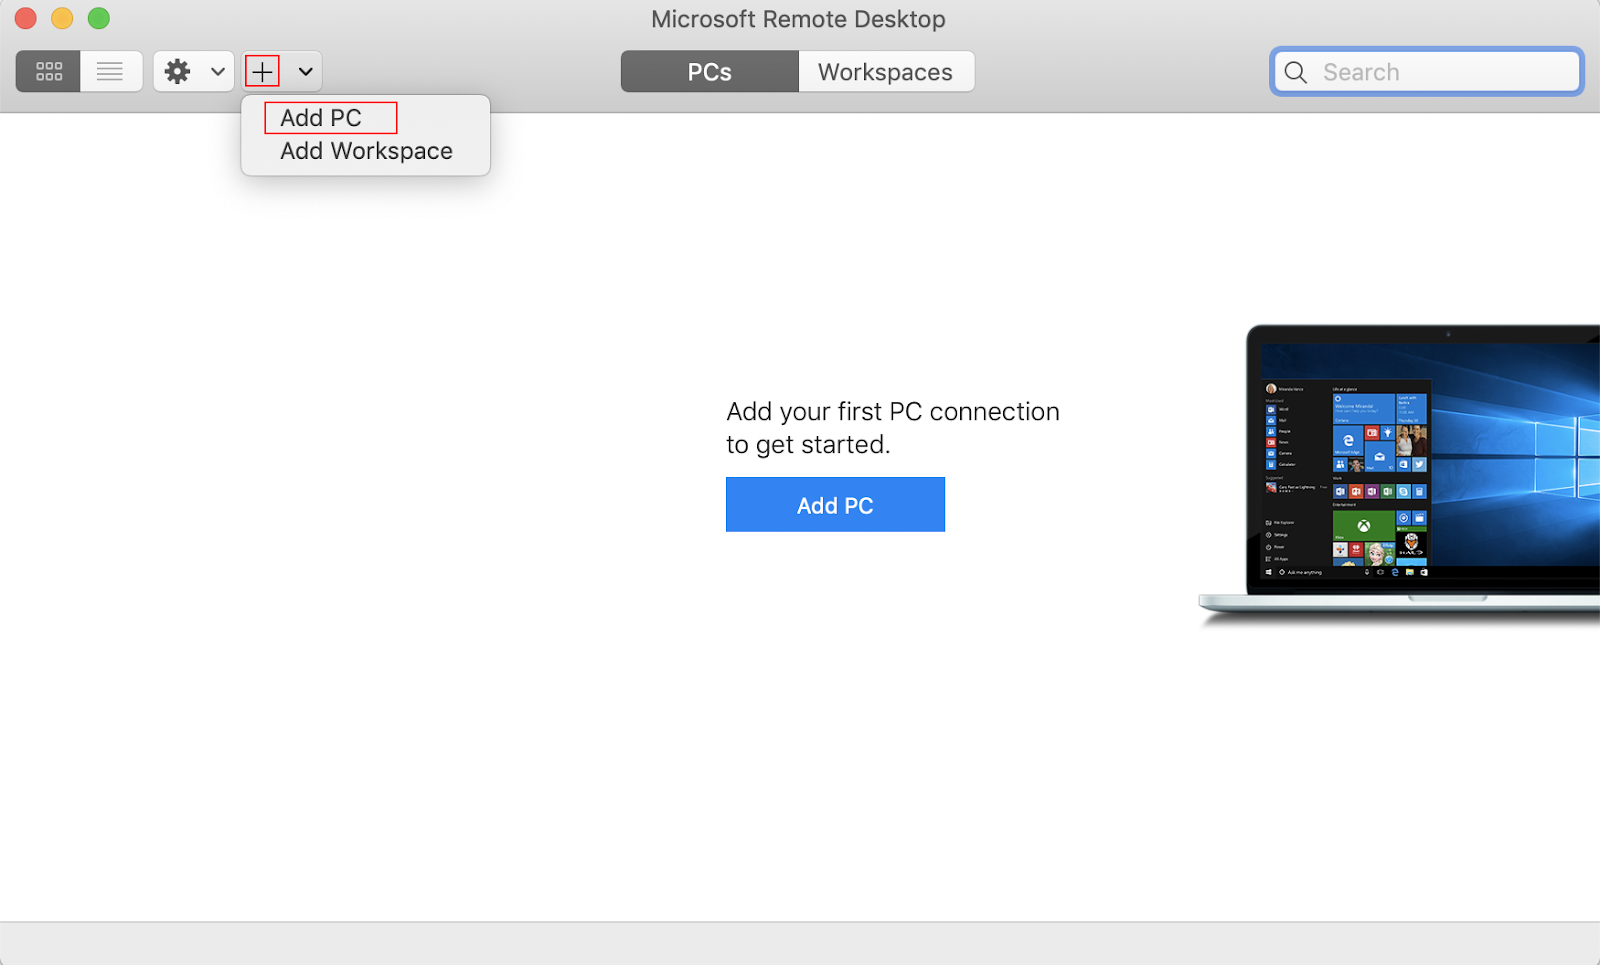 Microsoft Remote Desktop
PCs
Workspaces
Search
Add PC
Add Workspace
Add your first PC connection
to get started.
Add PC